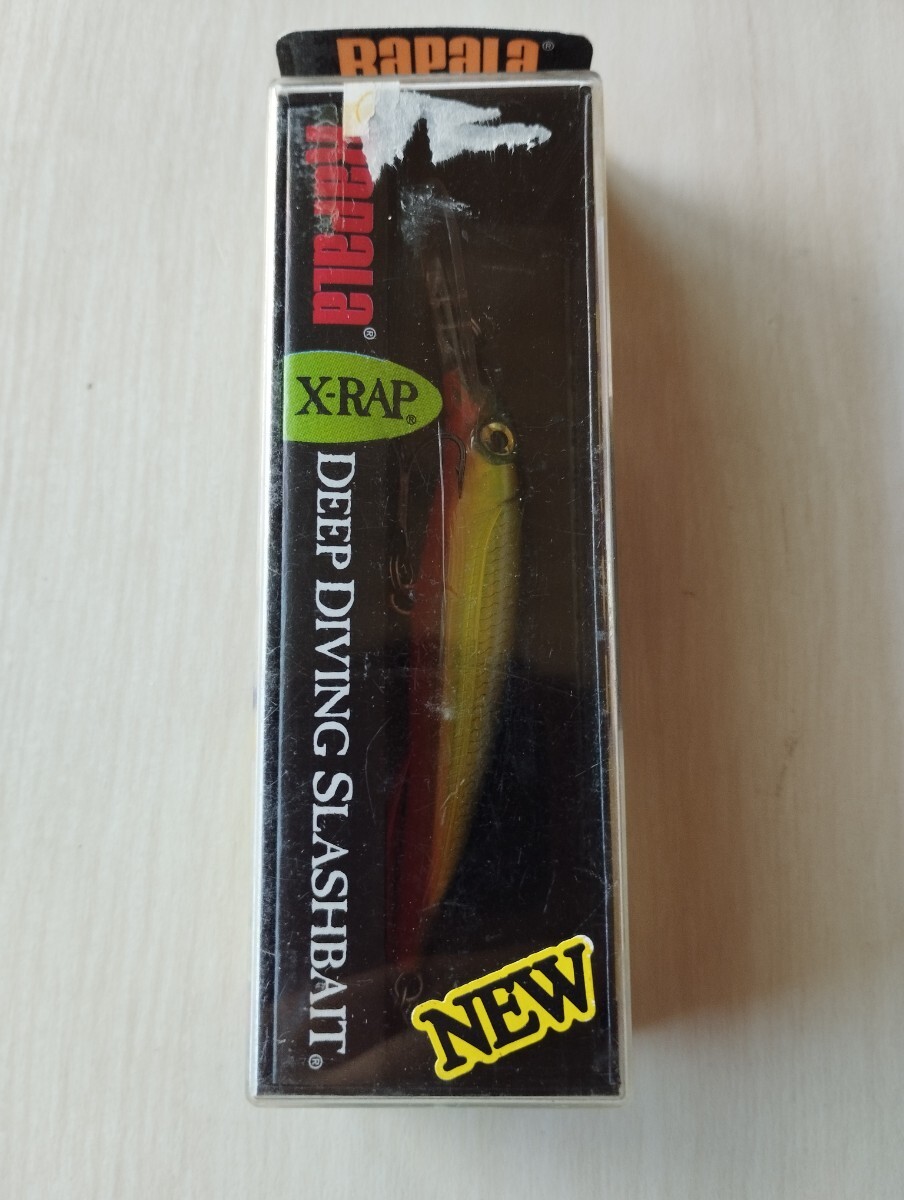 RAPALA®
RAPALA®
X-RAP®
DEEP DIVING SLASHBAIT®
NEW